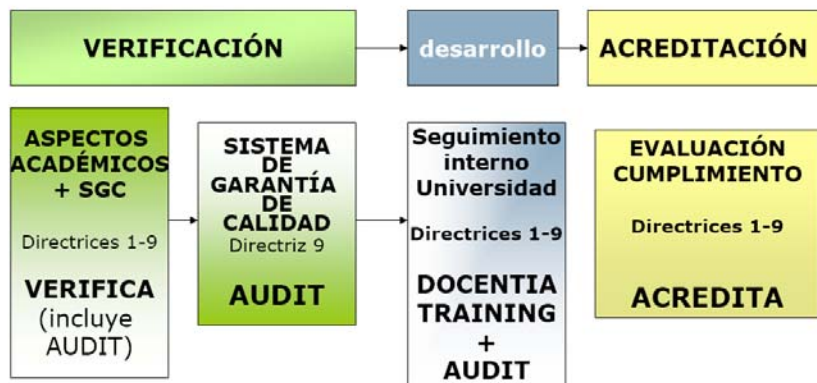 VERIFICACIÓN
desarrollo
ACREDITACIÓN
ASPECTOS
ACADÉMICOS
+ SGC
Directrices 1-9
VERIFICA
(incluye
AUDIT)
SISTEMA
DE
GARANTÍA
DE
CALIDAD
Directriz 9
AUDIT
Seguimiento
interno
Universidad
Directrices 1-9
DOCENTIA
TRAINING
+
AUDIT
EVALUACIÓN
CUMPLIMIENTO
Directrices 1-9
ACREDITA